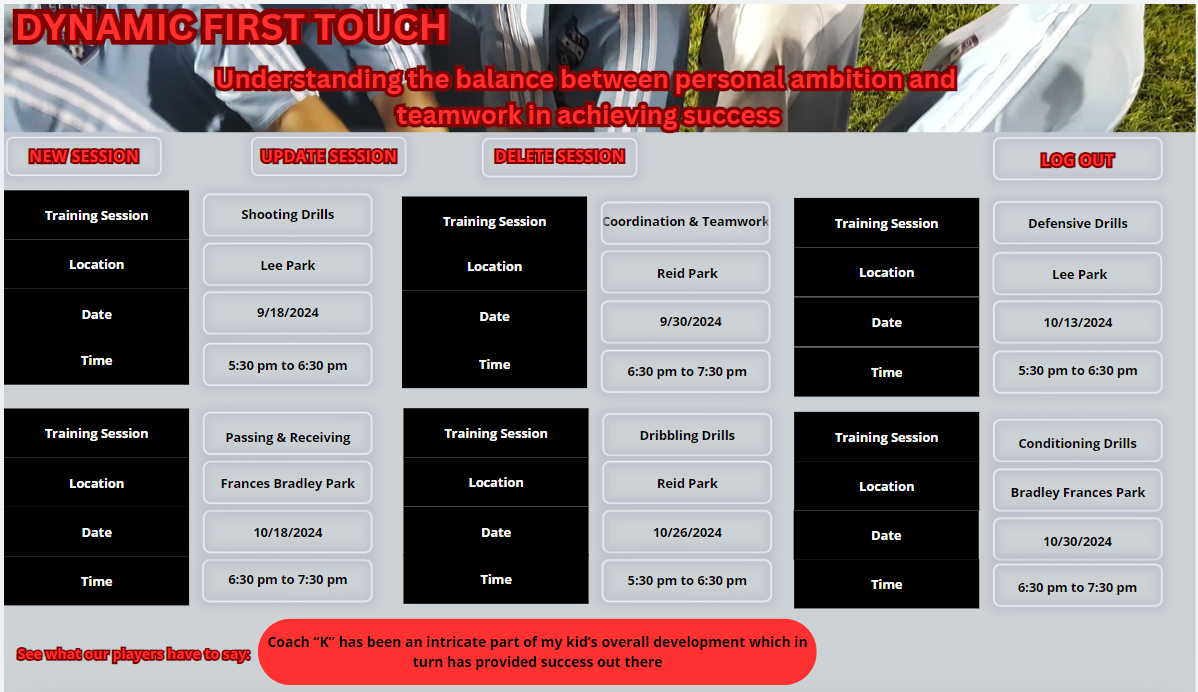 DYNAMIC FIRST TOUCH
Understanding the balance between personal ambition and
teamwork in achieving success
NEW SESSION
UPDATE SESSION
DELETE SESSION
LOG OUT
Training Session
Shooting Drills
Location
Lee Park
Date
9/18/2024
Time
5:30 pm to 6:30 pm
Training Session
Coordination & Teamwork
Location
Reid Park
Date
9/30/2024
Time
6:30 pm to 7:30 pm
Training Session
Defensive Drills
Location
Lee Park
Date
10/13/2024
Time
5:30 pm to 6:30 pm
Training Session
Passing & Receiving
Location
Frances Bradley Park
Date
10/18/2024
Time
6:30 pm to 7:30 pm
Training Session
Dribbling Drills
Location
Reid Park
Date
10/26/2024
Time
5:30 pm to 6:30 pm
Training Session
Conditioning Drills
Location
Bradley Frances Park
Date
10/30/2024
Time
6:30 pm to 7:30 pm
See what our players have to say:
Coach “K” has been an intricate part of my kid’s overall development which in
turn has provided success out there